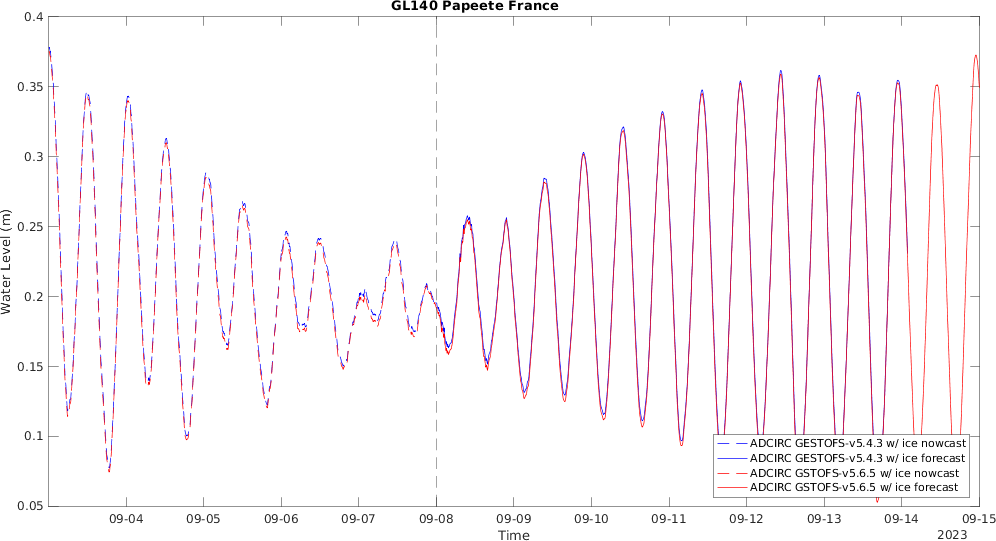 GL140 Papeete France
0.4
0.35
0.3
0.25
0.2
0.15
0.1
0.05
Water Level (m)
ADCIRC GESTOFS-v5.4.3 w/ ice nowcast
ADCIRC GESTOFS-v5.4.3 w/ ice forecast
ADCIRC GSTOFS-v5.6.5 w/ ice nowcast
ADCIRC GSTOFS-v5.6.5 w/ ice forecast
09-04 09-05 09-06 09-07 09-08 09-09 09-10 09-11 09-12 09-13 09-14 09-15
Time
2023